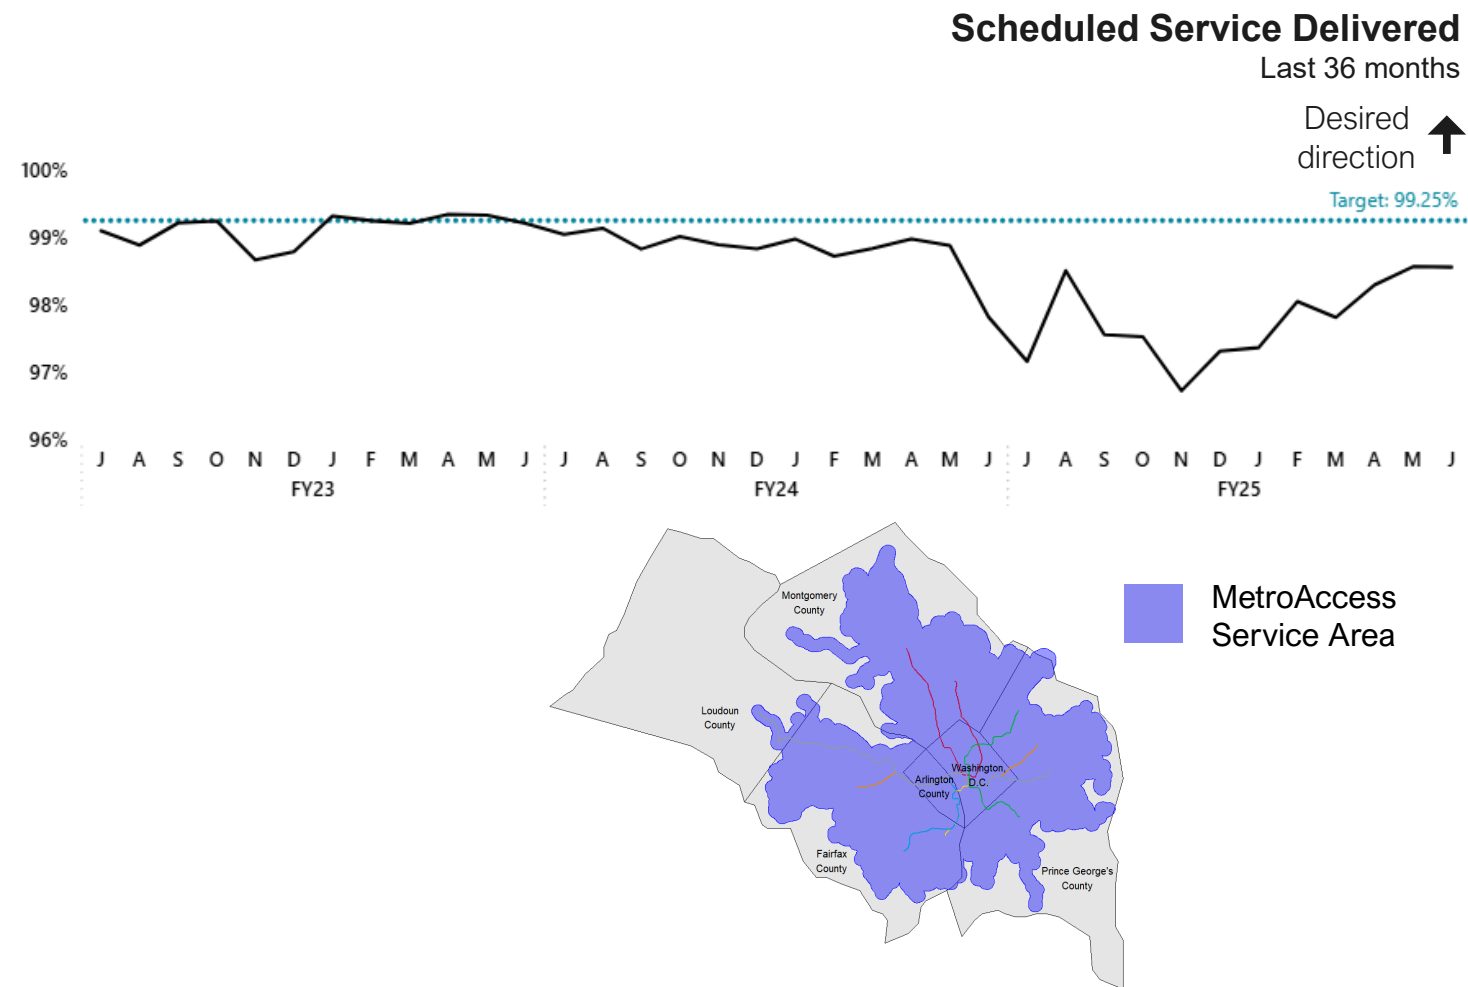 Scheduled Service Delivered
Last 36 months
Desired
direction
100%
Target: 99.25%
99%
98%
97%
96%
J A S O N D J F M A M J J A S O N D J F M A M J J A S O N D J F M A M J
FY23 FY24 FY25
Montgomery
County
MetroAccess
Service Area
Loudoun
County
Washington,
D.C.
Arlington
County
Fairfax
County
Prince George's
County